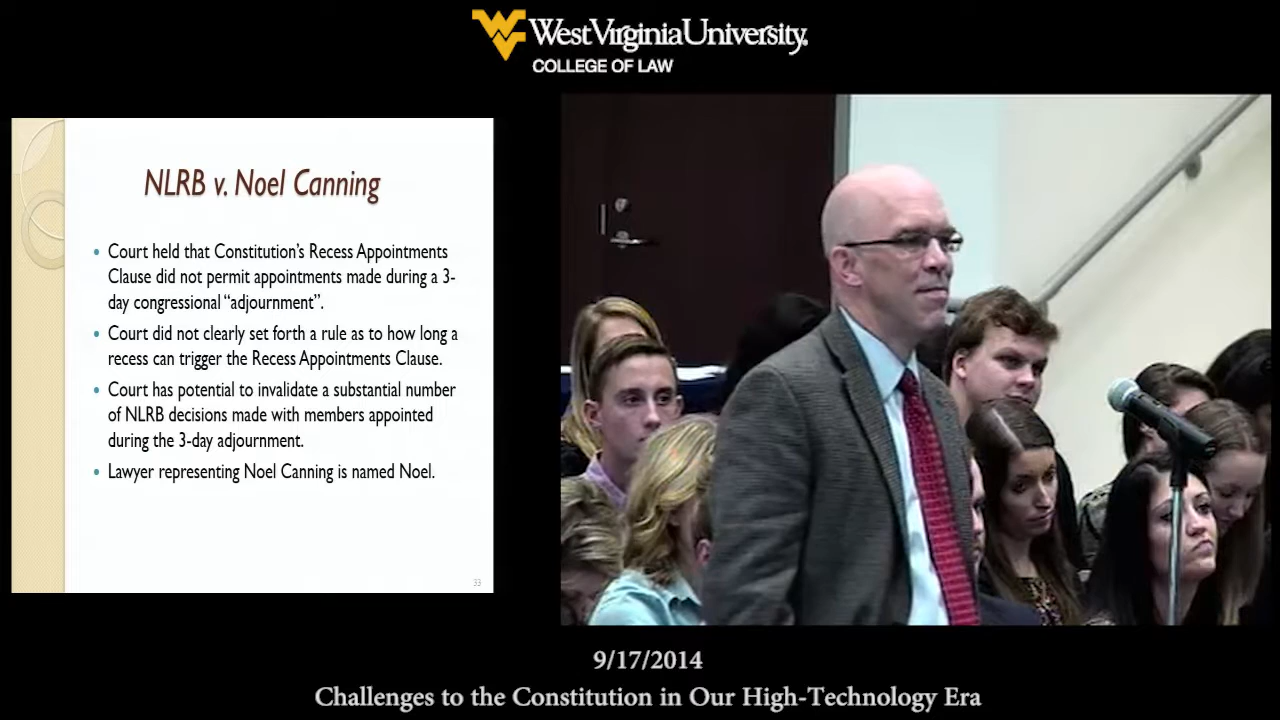 West Virginia University.
COLLEGE OF LAW
NLRB v. Noel Canning
• Court held that Constitution's Recess Appointments
Clause did not permit appointments made during a 3-
day congressional “adjournment”.
• Court did not clearly set forth a rule as to how long a
recess can trigger the Recess Appointments Clause.
• Court has potential to invalidate a substantial number
of NLRB decisions made with members appointed
during the 3-day adjournment.
• Lawyer representing Noel Canning is named Noel.
33
9/17/2014
Challenges to the Constitution in Our High-Technology Era